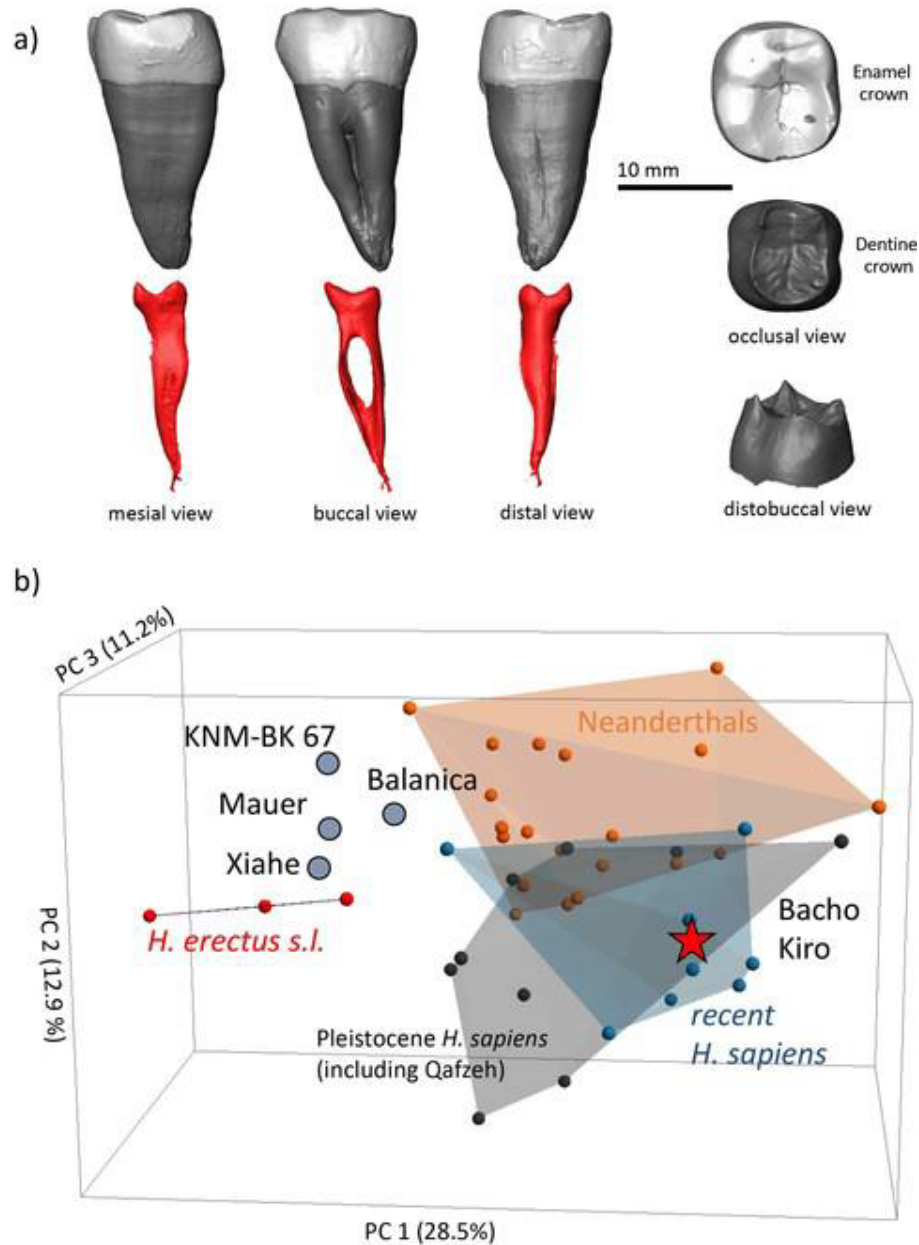 a)
Enamel
crown
10 mm
Dentine
crown
occlusal view
mesial view
buccal view
distal view
distobuccal view
b)
PC 3 (11.2%)
KNM-BK 67
Neanderthals
Balanica
Mauer
Xiahe
H. erectus s.l.
Bacho
Kiro
PC 2 (12.9 %)
Pleistocene H. sapiens
(including Qafzeh)
recent
H. sapiens
PC 1 (28.5%)